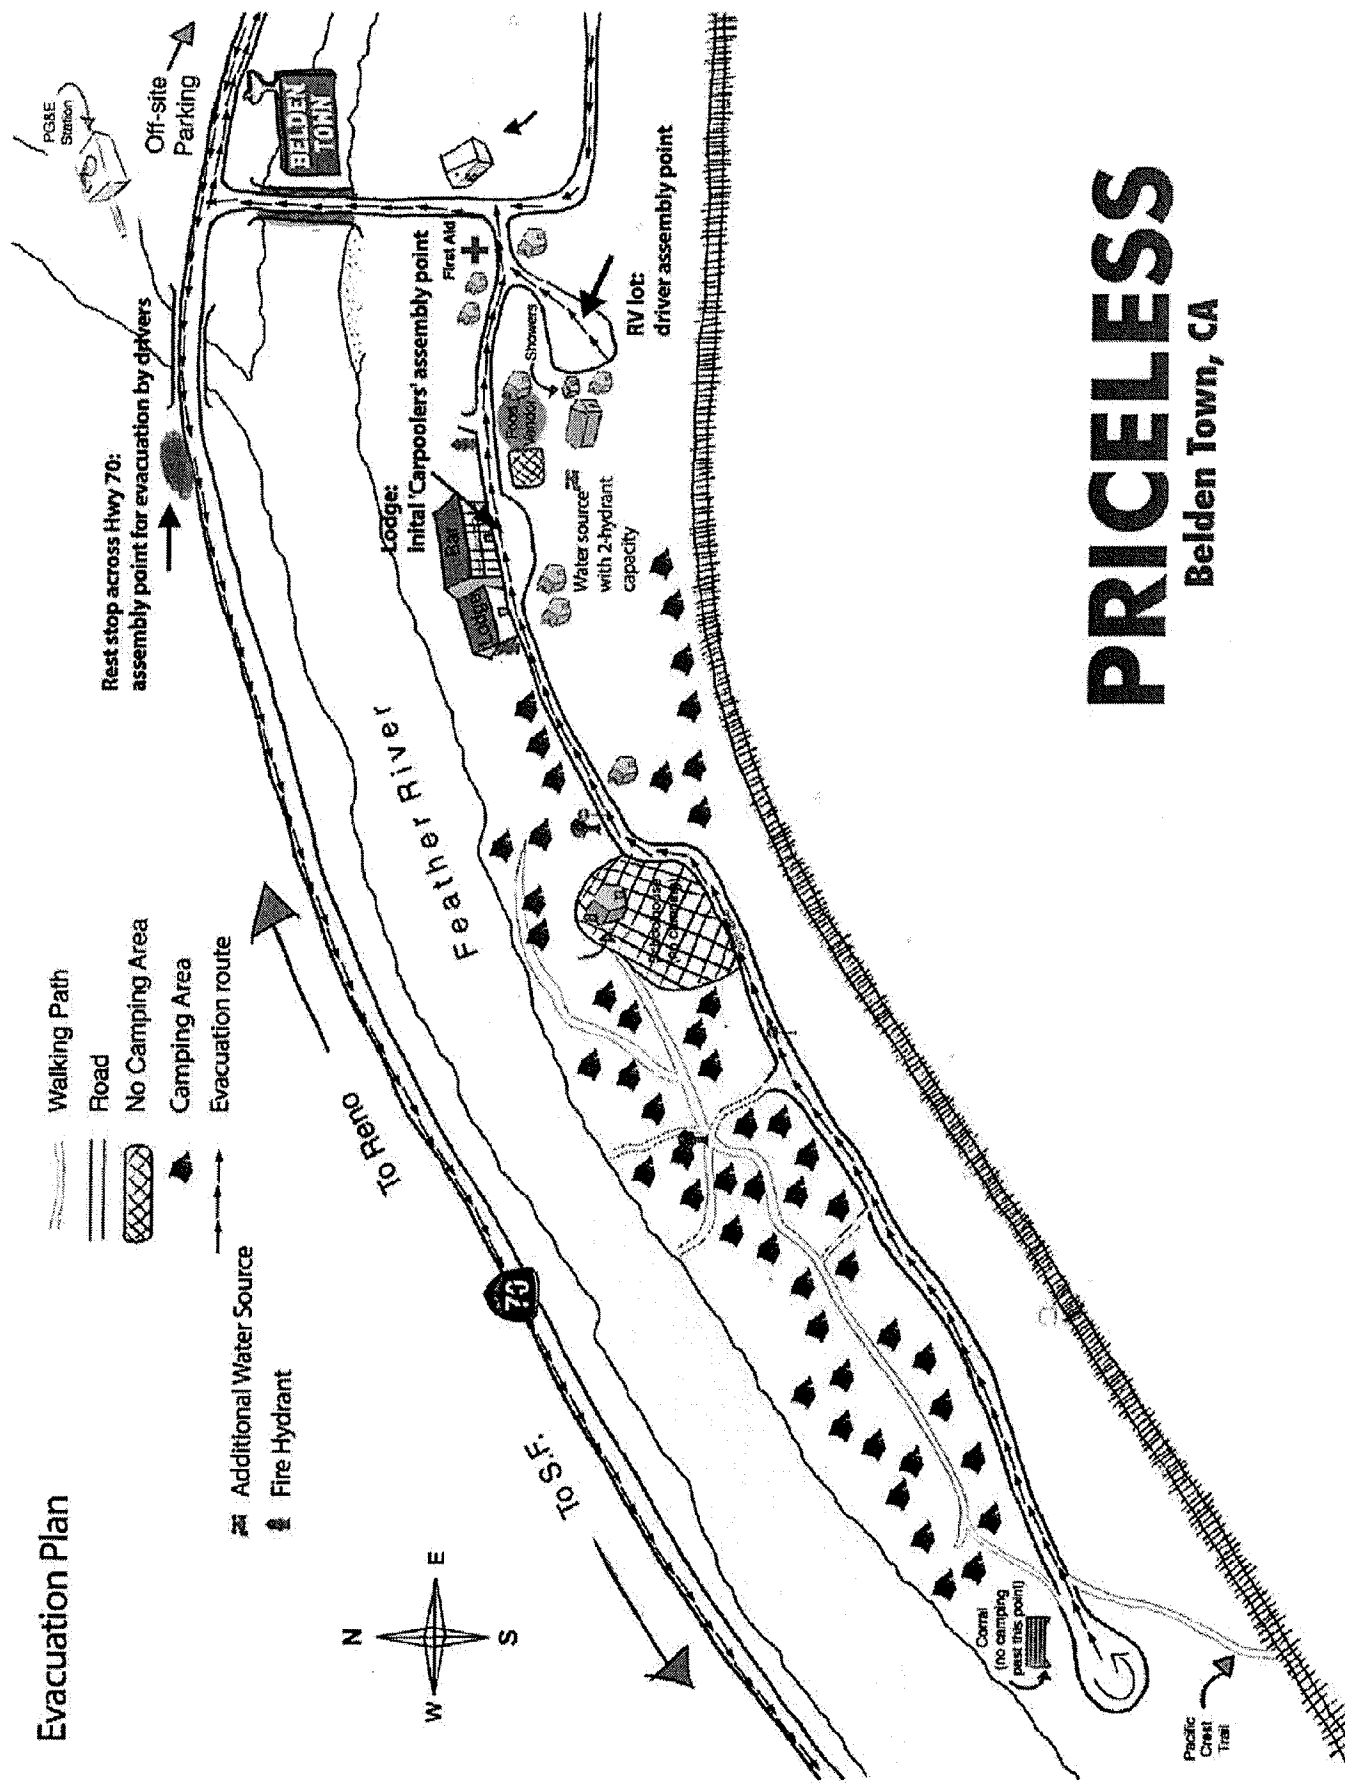 Evacuation Plan
N
W
E
S
Walking Path
Road
No Camping Area
Camping Area
Evacuation route
Additional Water Source
Fire Hydrant
To S.F.
70
To Reno
Feather River
Rest stop across Hwy 70:
assembly point for evacuation by drivers
PG&E
Station
Off-site
Parking
BELDEN
TOWN
Lodge:
Inital 'Carpoolers' assembly point
First Aid
Lodge
Bar
Food
Vendor
Showers
Water source
with 2-hydrant
capacity
RV lot:
driver assembly point
Corral
(no camping
past this point)
Pacific
Crest
Trail
PRICELESS
Belden Town, CA